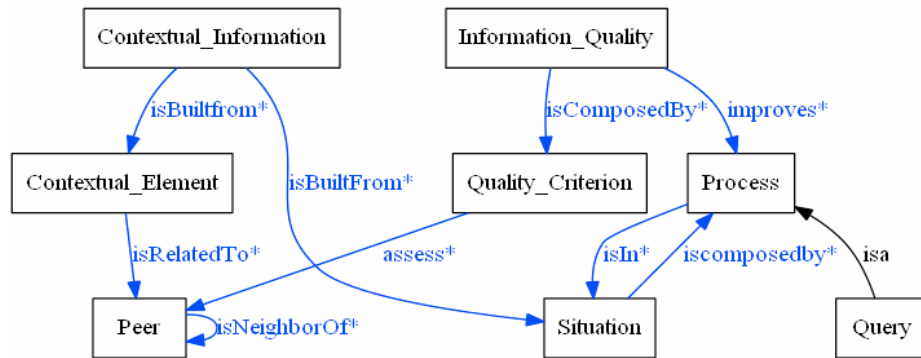 Contextual_Information
Information_Quality
isBuiltfrom*
isComposedBy*
improves*
Contextual_Element
isBuiltFrom*
Quality_Criterion
Process
isRelatedTo*
assess*
isIn*
iscomposedby*
isa
Peer
isNeighborOf*
Situation
Query